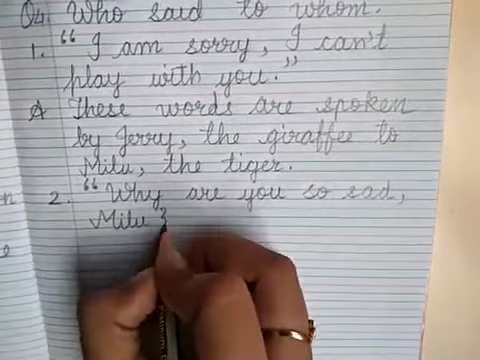 Q4. Who said to whom.
1. "I am sorry, I can't
play with you."
A These words are spoken
by Jerry, the giraffee to
Milu, the tiger.
2. "Why are you so sad,
Milu ?